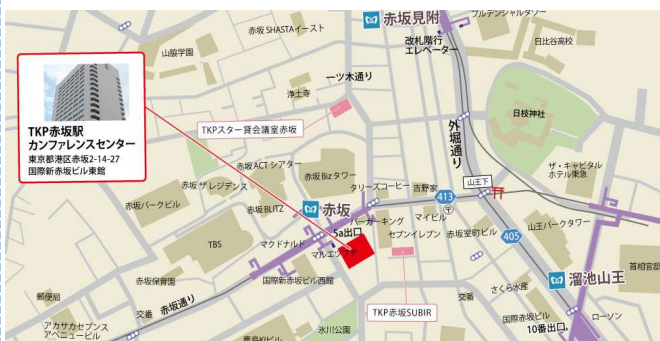 赤坂 SHASTAイースト
赤坂見附
プルデンシャルタワー
改札階行
エレベーター
日比谷高校
山脇学園
一ツ木通り
浄土寺
TKP赤坂駅
カンファレンスセンター
東京都港区赤坂2-14-27
国際新赤坂ビル東館
TKPスター貸会議室赤坂
外堀通り
日枝神社
赤坂 ACTシアター
赤坂 Bizタワー
ザ・キャピタル
ホテル東急
赤坂 ザ レジデンス
タリーズコーヒー
吉野家
413
山王下
赤坂パークビル
赤坂 BLITZ
赤坂
バーガーキング
マイビル
5a出口
セブンイレブン
赤坂室町ビル
405
山王パークタワー
TBS
マクドナルド
マルエツプチ
首相官邸
赤坂保育園
国際新赤坂ビル西館
溜池山王
郵便局
赤坂通り
交番
TKP赤坂SUBIR
交番
さくら水産
国際赤坂ビル
ローソン
アカサカセブンス
アベニュービル
氷川公園
10番出口
鹿島KIビル